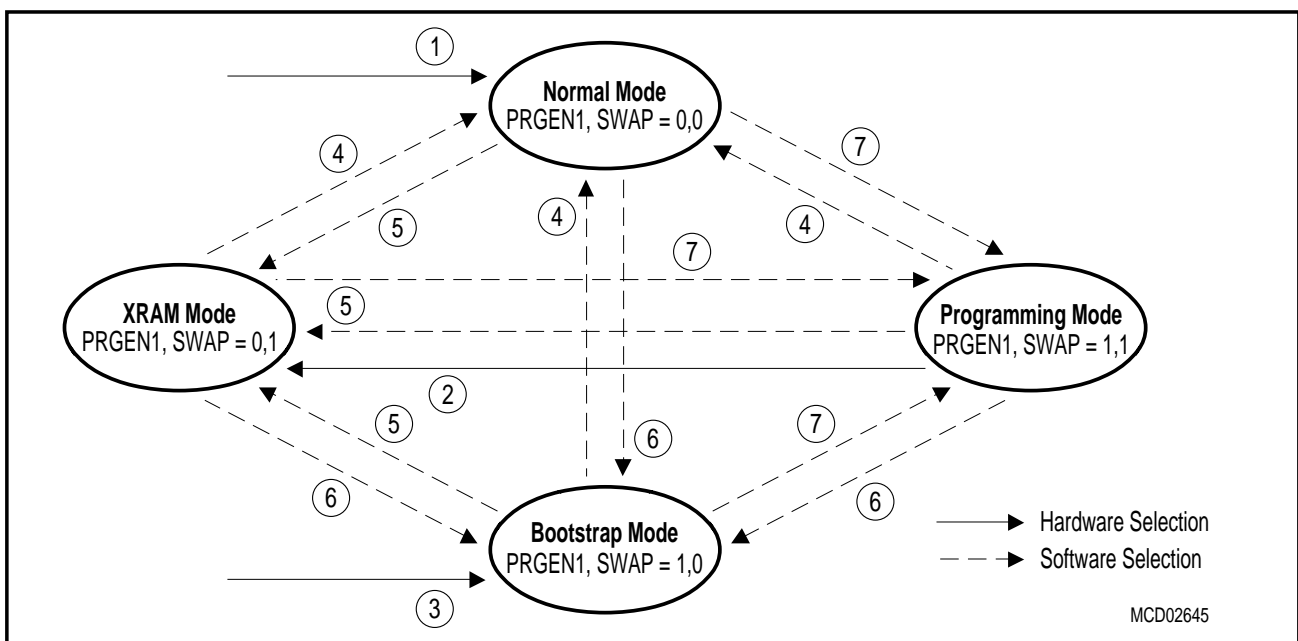 1
Normal Mode
PRGEN1, SWAP = 0,0
4
7
5
4
4
7
XRAM Mode
PRGEN1, SWAP = 0,1
5
Programming Mode
PRGEN1, SWAP = 1,1
2
5
6
7
6
6
Bootstrap Mode
PRGEN1, SWAP = 1,0
3
Hardware Selection
Software Selection
MCD02645